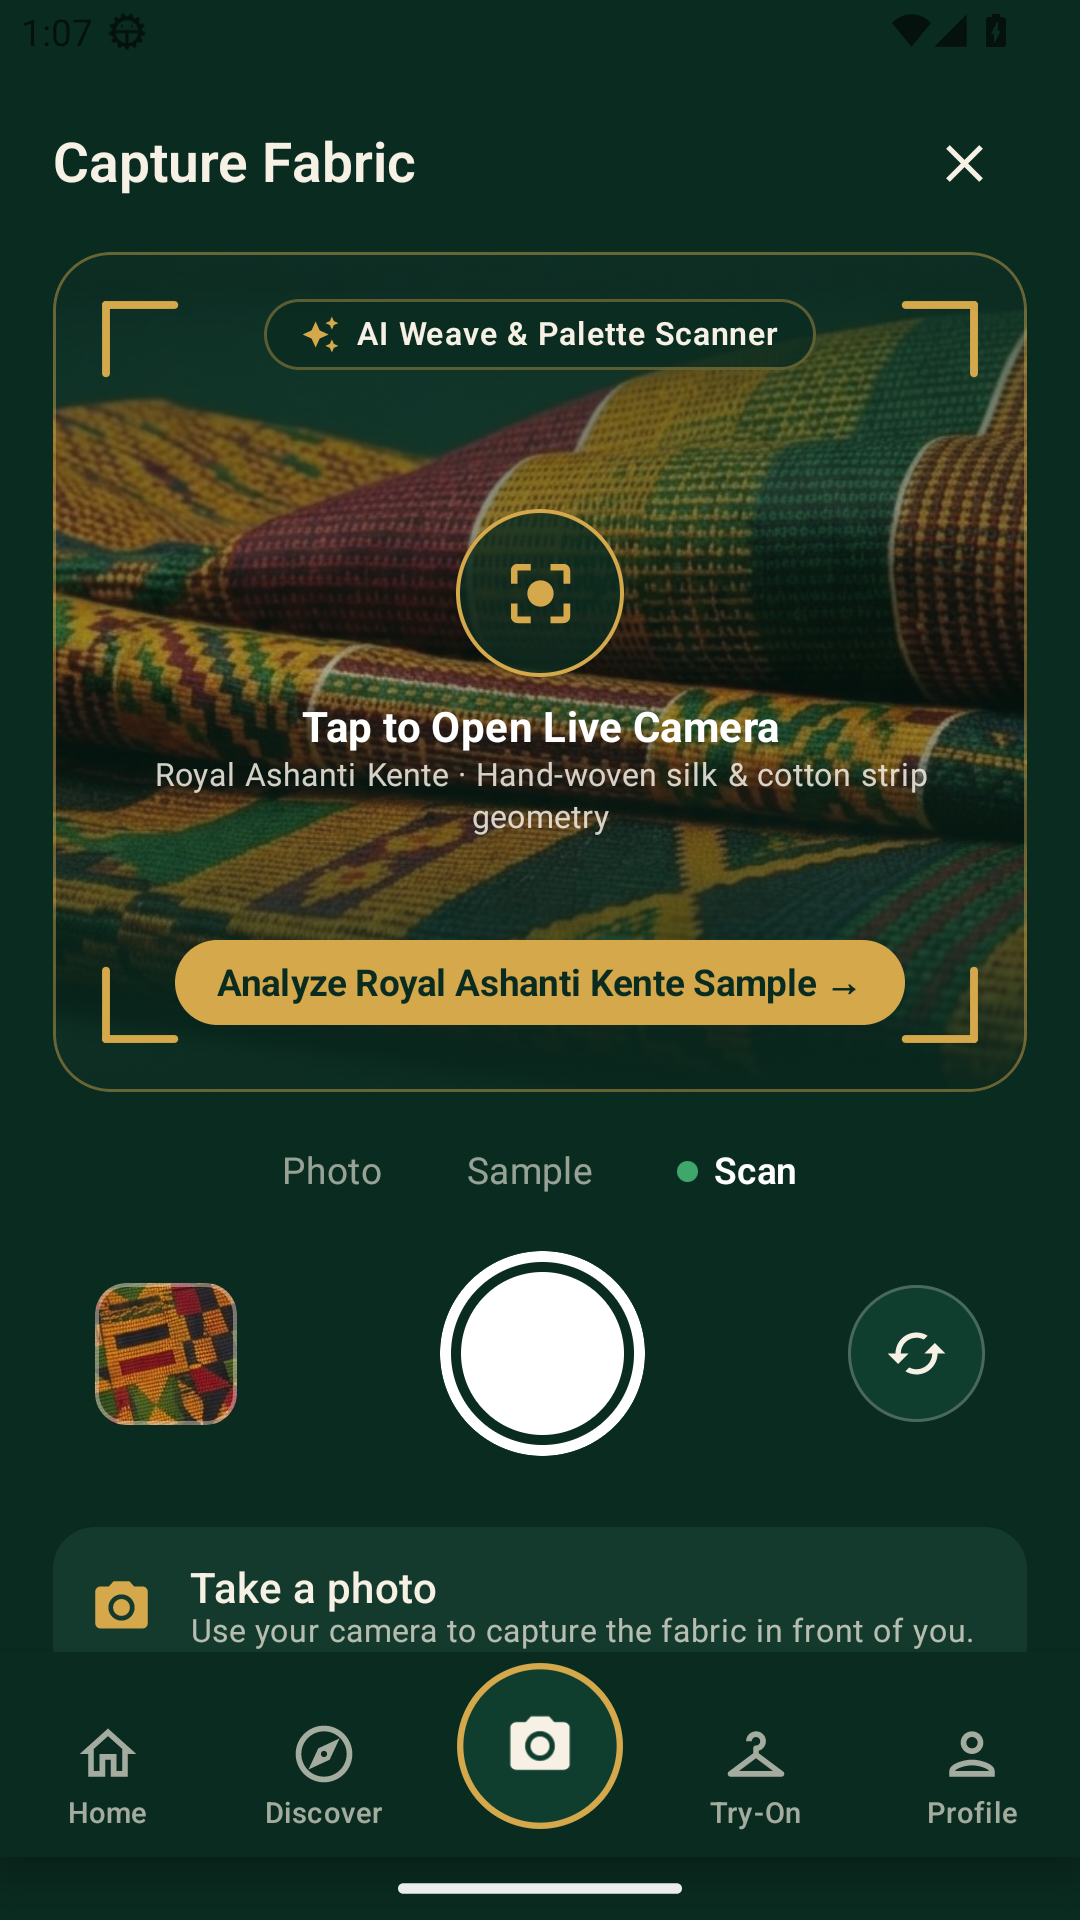 1:07
Capture Fabric
AI Weave & Palette Scanner
Tap to Open Live Camera
Royal Ashanti Kente · Hand-woven silk & cotton strip
geometry
Analyze Royal Ashanti Kente Sample →
Photo
Sample
Scan
Take a photo
Use your camera to capture the fabric in front of you.
Home
Discover
Try-On
Profile